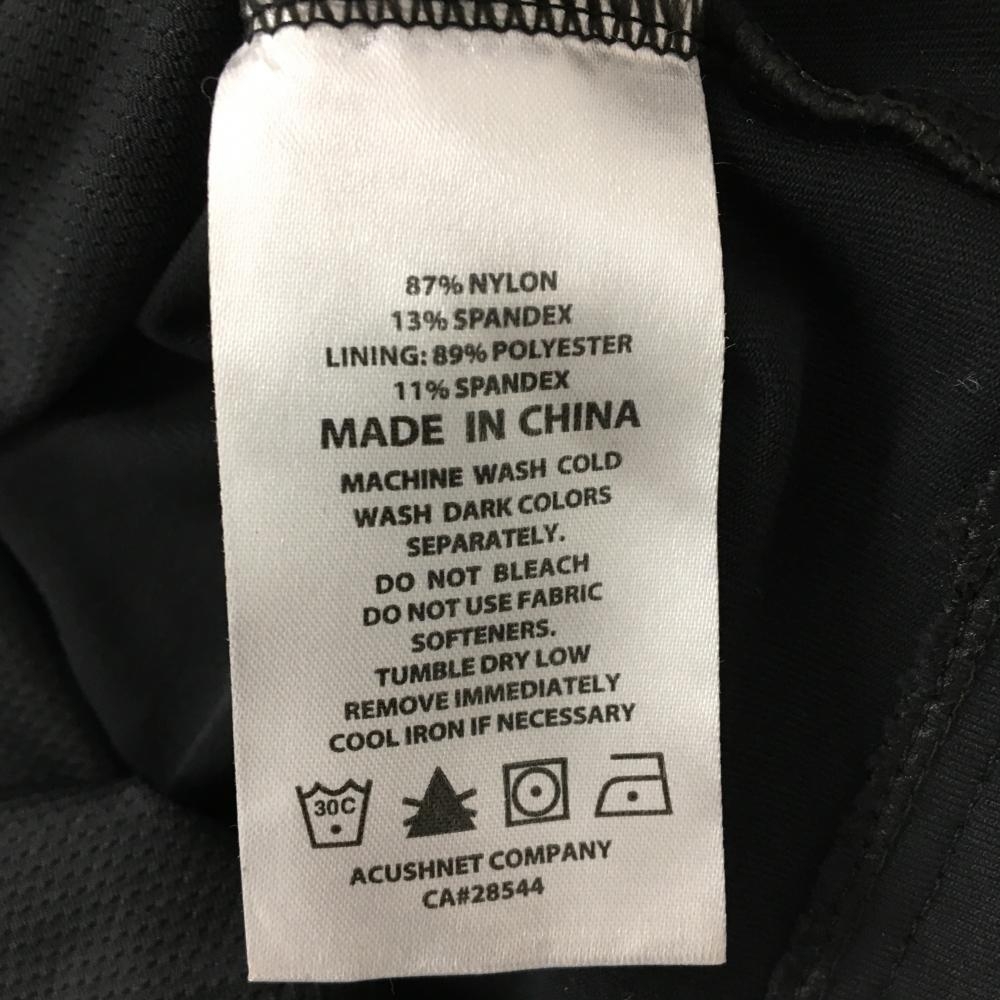 87% NYLON
13% SPANDEX
LINING: 89% POLYESTER
11% SPANDEX
MADE IN CHINA
MACHINE WASH COLD
WASH DARK COLORS
SEPARATELY.
DO NOT BLEACH
DO NOT USE FABRIC
SOFTENERS.
TUMBLE DRY LOW
REMOVE IMMEDIATELY
COOL IRON IF NECESSARY
30C
ACUSHNET COMPANY
CA#28544